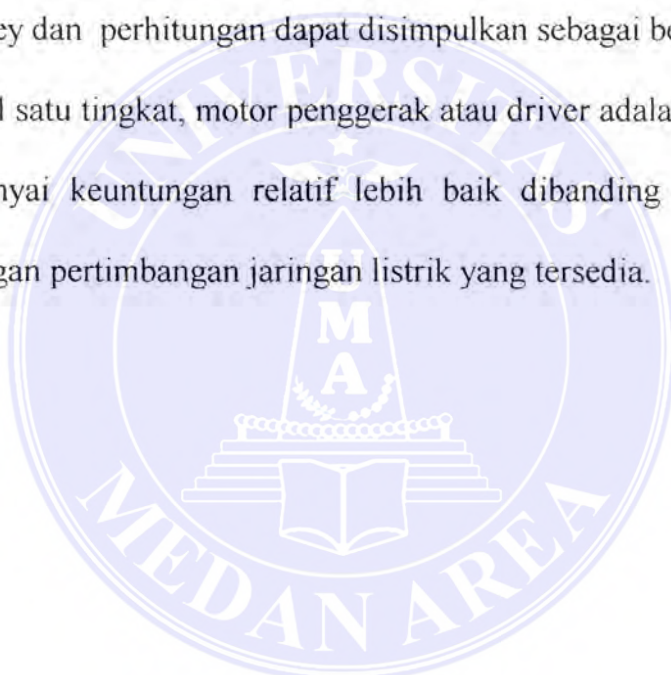 ey dan perhitungan dapat disimpulkan sebagai be
l satu tingkat, motor penggerak atau driver adala
nyai keuntungan relatif lebih baik dibanding
gan pertimbangan jaringan listrik yang tersedia.
UNIVERSITAS
U
M
A
MEDAN AREA